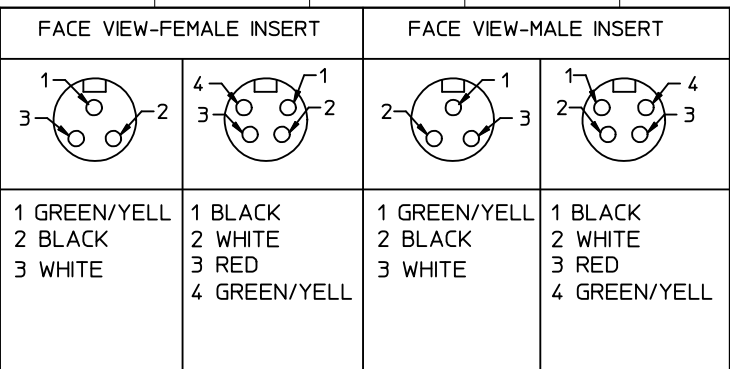 FACE VIEW-FEMALE INSERT
FACE VIEW-MALE INSERT
1
3
2
4
1
3
2
1
2
3
1
4
2
3
1 GREEN/YELL
2 BLACK
3 WHITE
1 BLACK
2 WHITE
3 RED
4 GREEN/YELL
1 GREEN/YELL
2 BLACK
3 WHITE
1 BLACK
2 WHITE
3 RED
4 GREEN/YELL